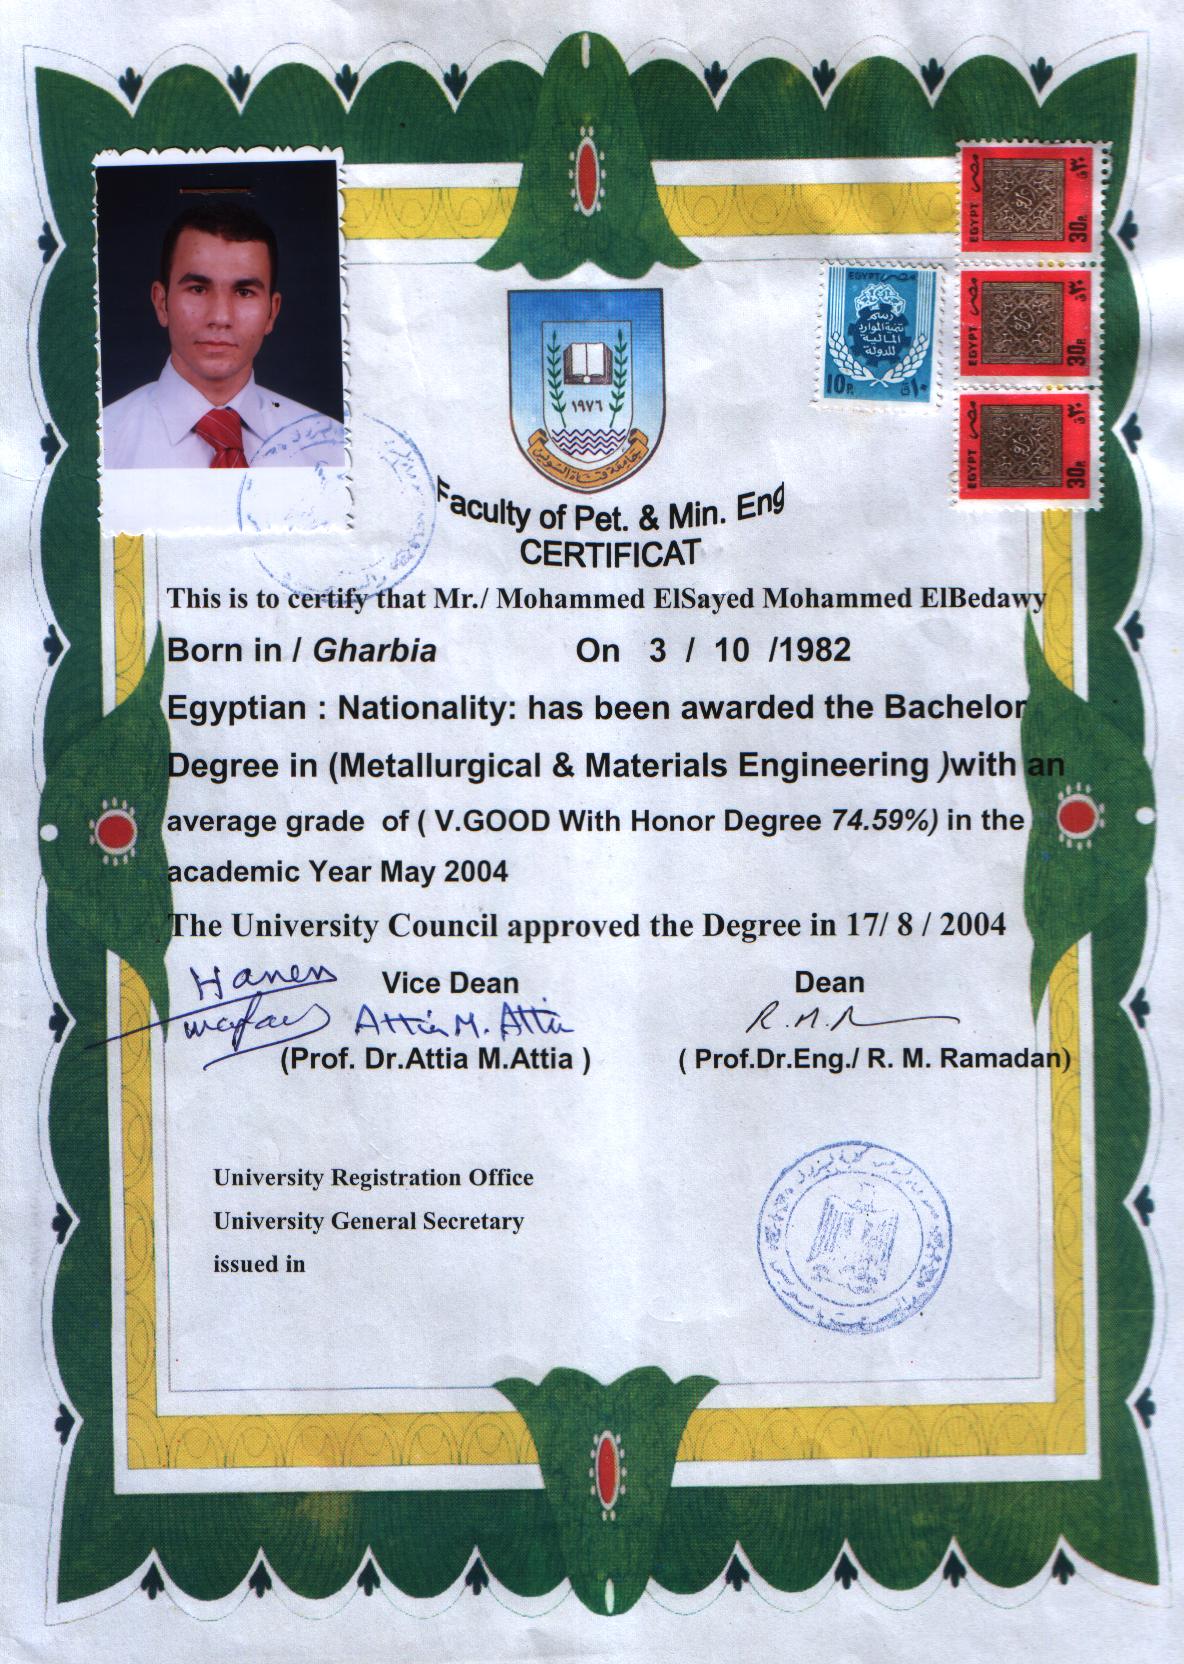 EGYPT مصر
30P. ٣٠ق
EGYPT مصر
رسم
تنمية الموارد
المالية
للدولة
10P. ١٠ق
EGYPT مصر
30P. ٣٠ق
EGYPT مصر
30P. ٣٠ق
١٩٧٦
جامعة قناة السويس
Faculty of Pet. & Min. Eng
CERTIFICAT
This is to certify that Mr./ Mohammed ElSayed Mohammed ElBedawy
Born in / Gharbia On 3 / 10 /1982
Egyptian : Nationality: has been awarded the Bachelor
Degree in (Metallurgical & Materials Engineering )with an
average grade of ( V.GOOD With Honor Degree 74.59%) in the
academic Year May 2004
The University Council approved the Degree in 17/ 8 / 2004
Hanen Vice Dean Dean
Attia M. Attia R.M.R
(Prof. Dr.Attia M.Attia ) ( Prof.Dr.Eng./ R. M. Ramadan)
University Registration Office
University General Secretary
issued in